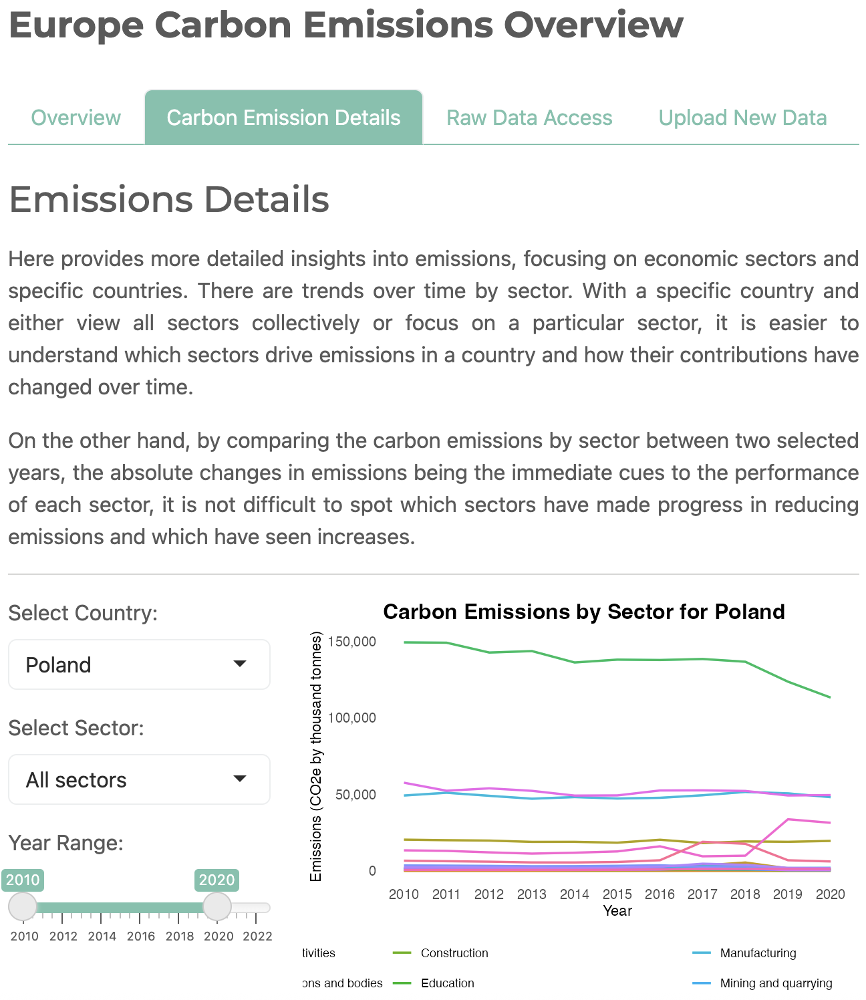 Europe Carbon Emissions Overview
Overview
Carbon Emission Details
Raw Data Access
Upload New Data
Emissions Details
Here provides more detailed insights into emissions, focusing on economic sectors and
specific countries. There are trends over time by sector. With a specific country and
either view all sectors collectively or focus on a particular sector, it is easier to
understand which sectors drive emissions in a country and how their contributions have
changed over time.
On the other hand, by comparing the carbon emissions by sector between two selected
years, the absolute changes in emissions being the immediate cues to the performance
of each sector, it is not difficult to spot which sectors have made progress in reducing
emissions and which have seen increases.
Select Country:
Poland
Select Sector:
All sectors
Year Range:
2010 2020
2010 2012 2014 2016 2018 2020 2022
Carbon Emissions by Sector for Poland
Emissions (CO2e by thousand tonnes)
150,000
100,000
50,000
0
2010 2011 2012 2013 2014 2015 2016 2017 2018 2019 2020
Year
tivities Construction Manufacturing
ons and bodies Education Mining and quarrying